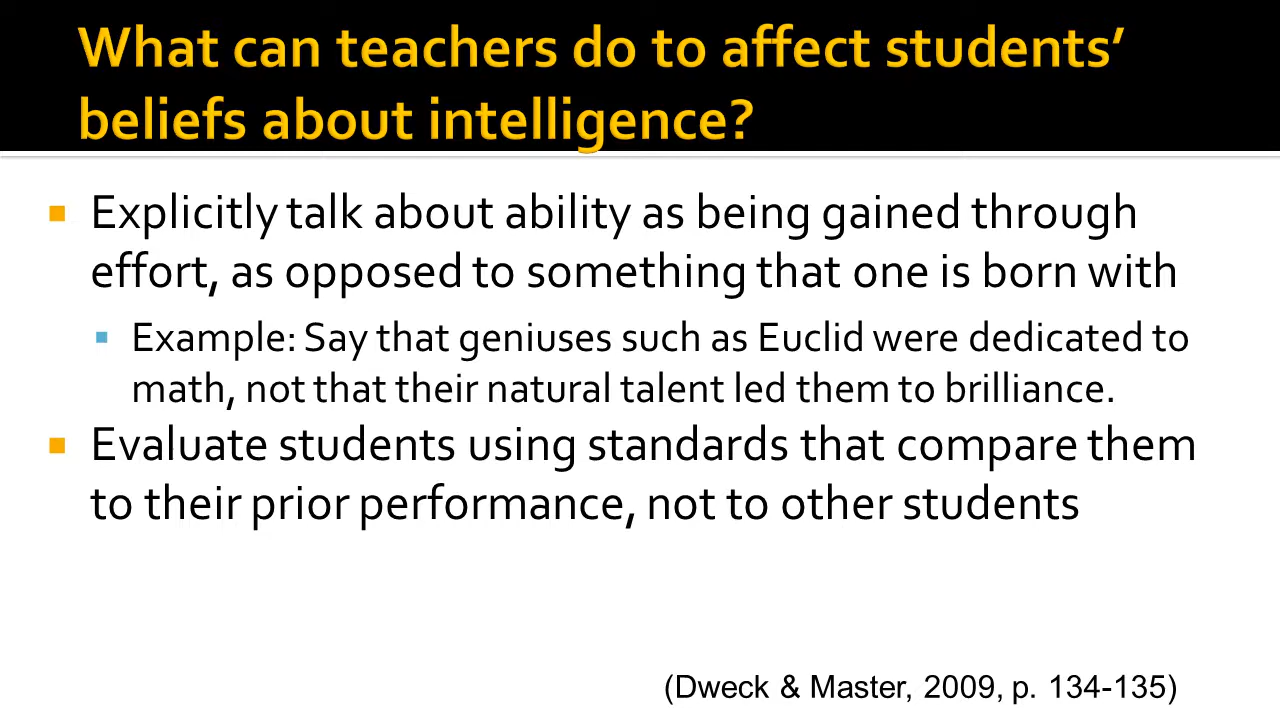 What can teachers do to affect students’
beliefs about intelligence?
Explicitly talk about ability as being gained through
effort, as opposed to something that one is born with
Example: Say that geniuses such as Euclid were dedicated to
math, not that their natural talent led them to brilliance.
Evaluate students using standards that compare them
to their prior performance, not to other students
(Dweck & Master, 2009, p. 134-135)